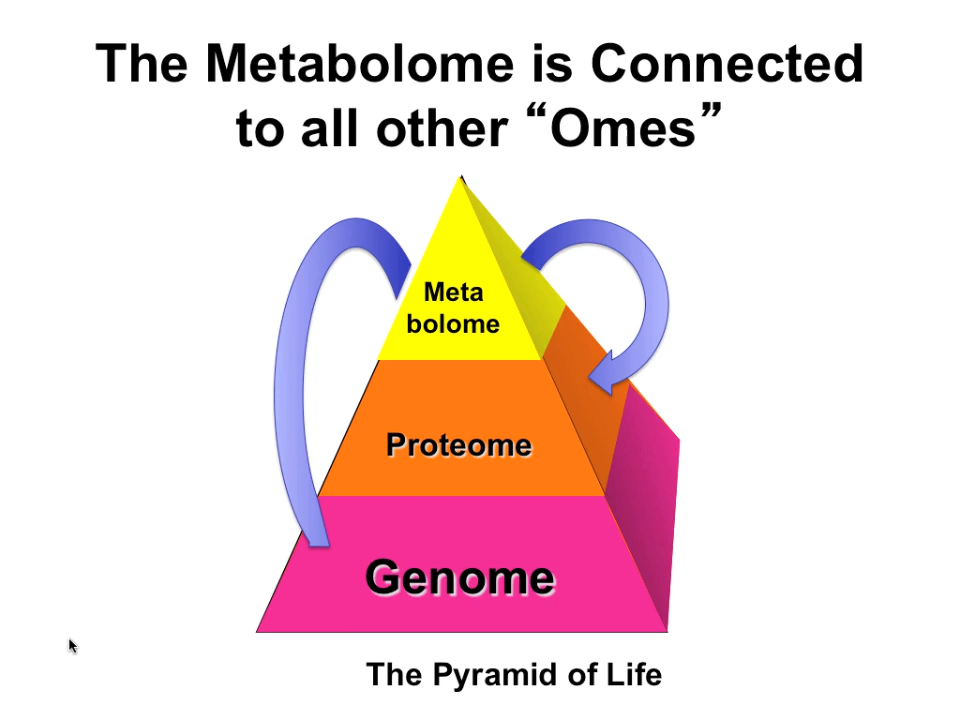 The Metabolome is Connected
to all other “Omes”
Meta
bolome
Proteome
Genome
The Pyramid of Life